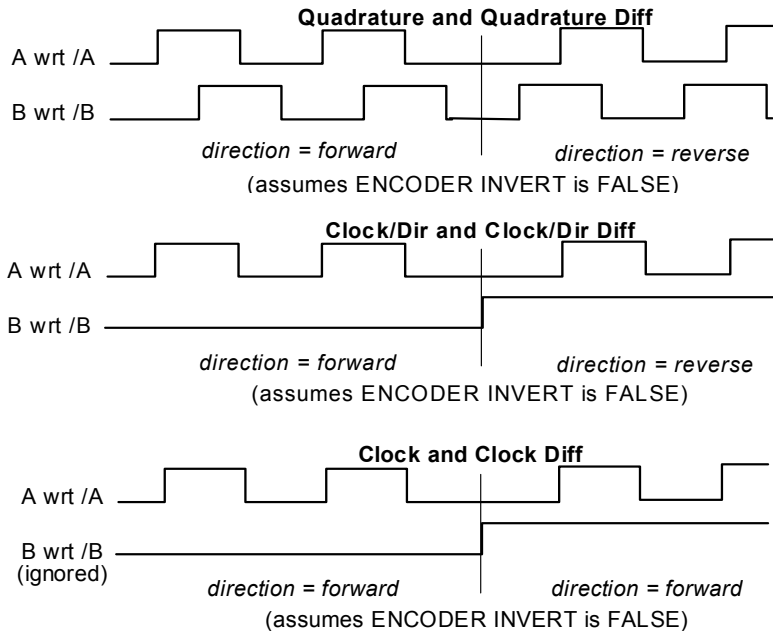 Quadrature and Quadrature Diff
A wrt /A
B wrt /B
direction = forward
direction = reverse
(assumes ENCODER INVERT is FALSE)
Clock/Dir and Clock/Dir Diff
A wrt /A
B wrt /B
direction = forward
direction = reverse
(assumes ENCODER INVERT is FALSE)
Clock and Clock Diff
A wrt /A
B wrt /B
(ignored)
direction = forward
direction = forward
(assumes ENCODER INVERT is FALSE)